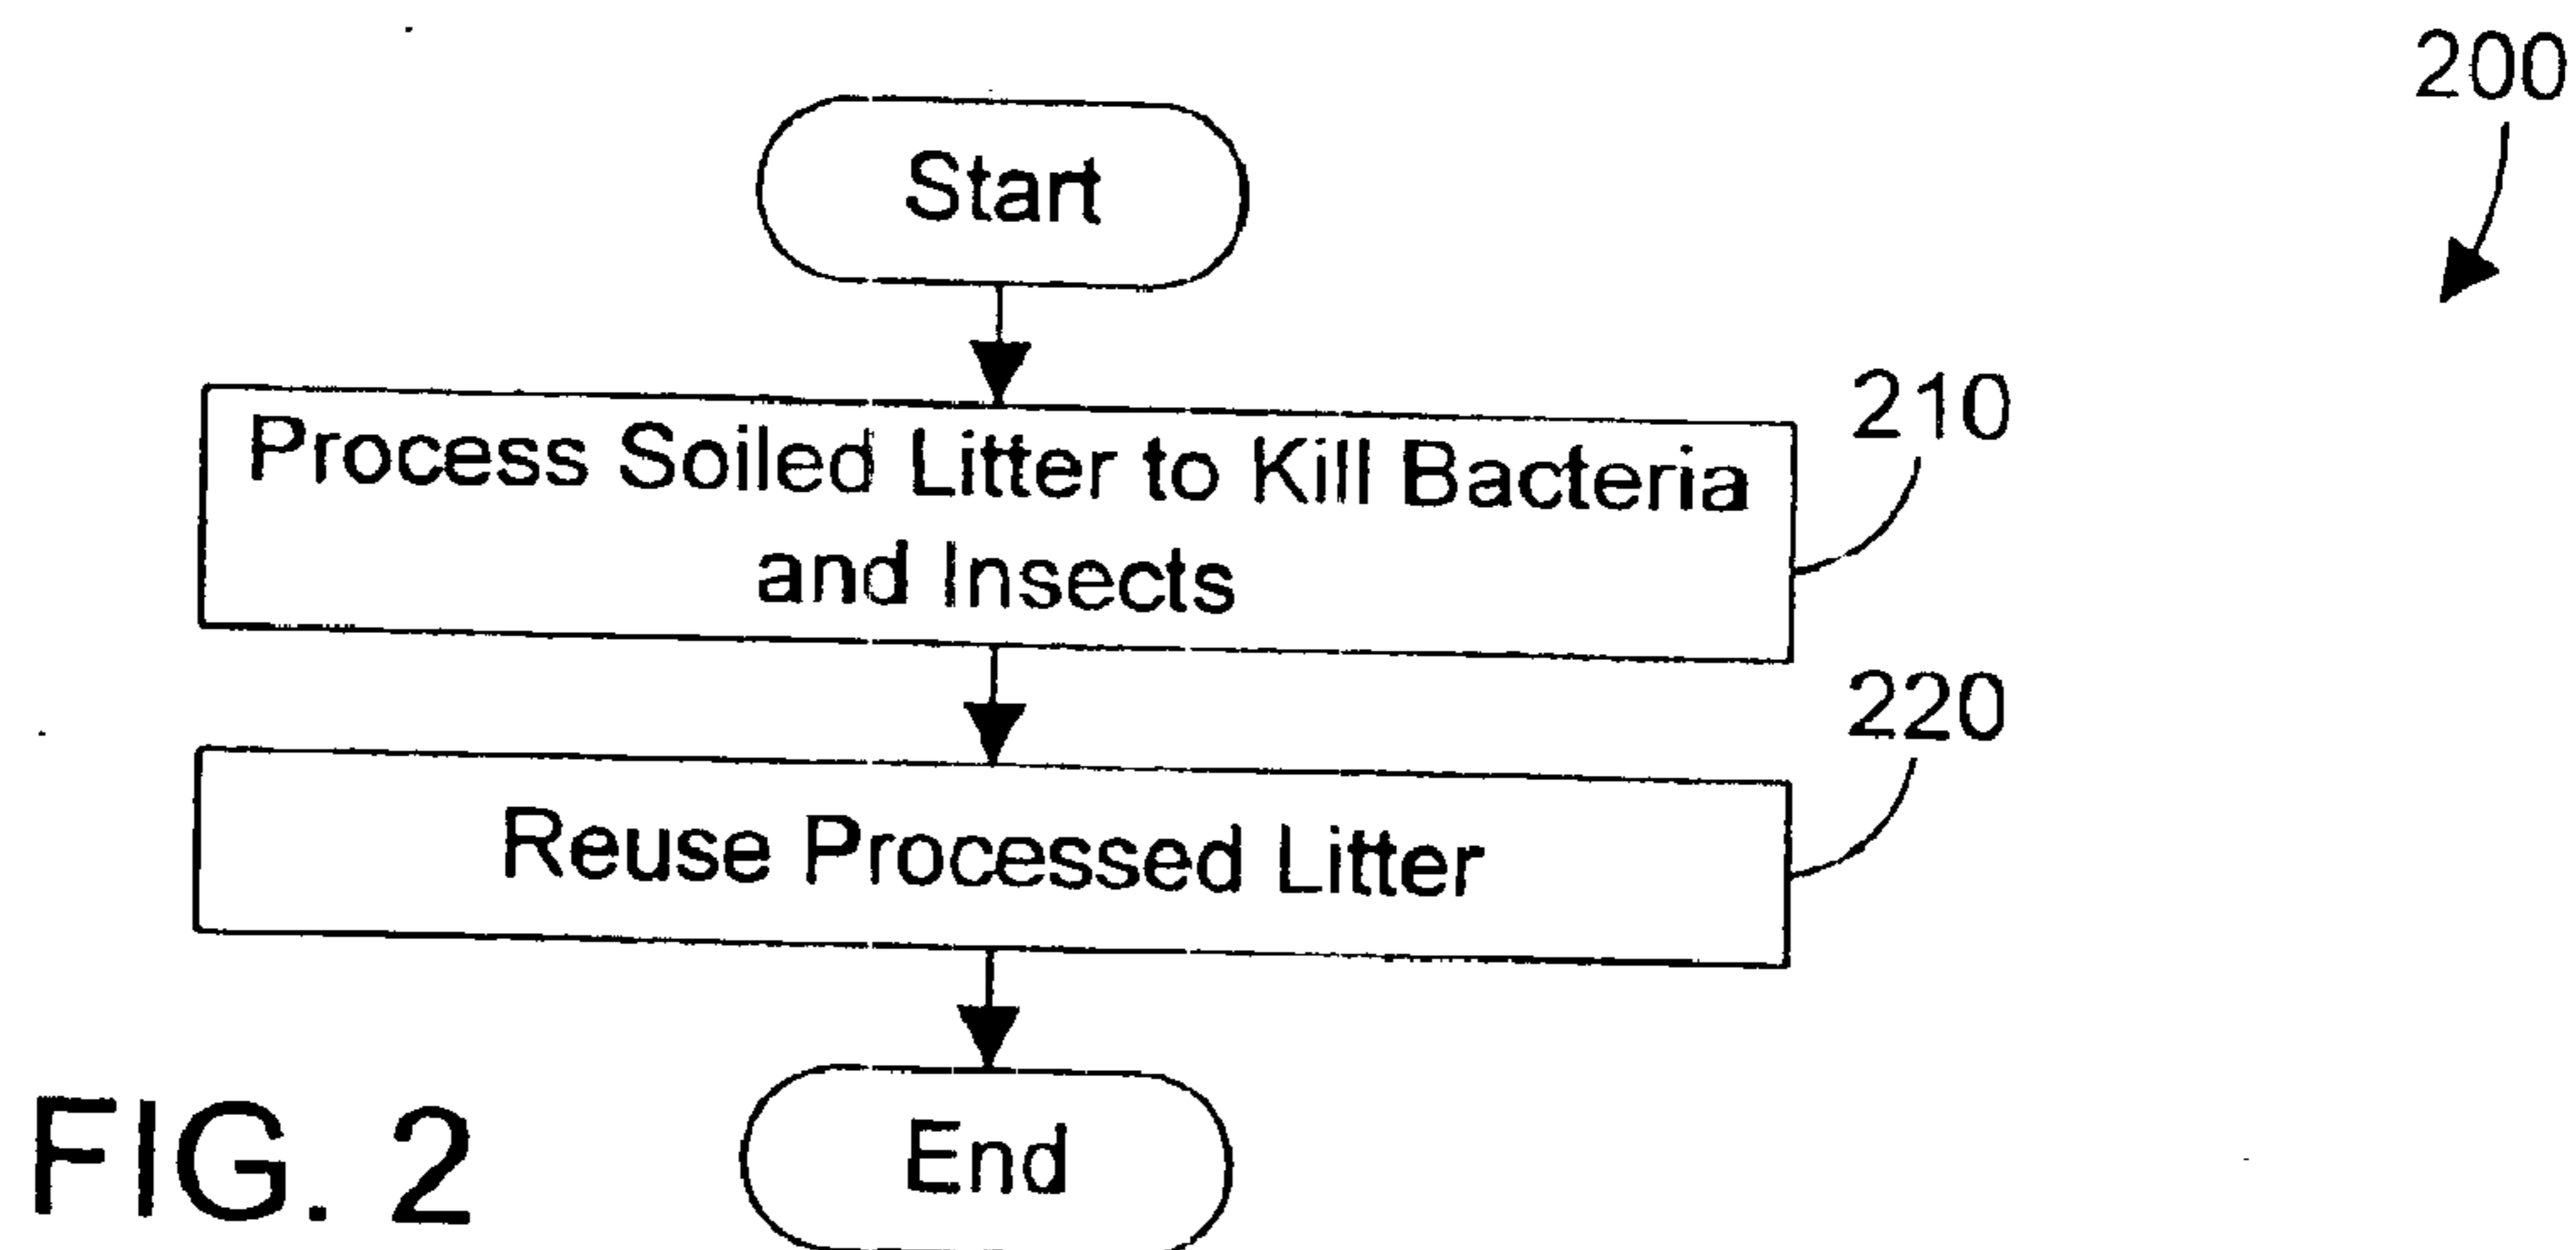 200
Start
210
Process Soiled Litter to Kill Bacteria
and Insects
220
Reuse Processed Litter
End
FIG. 2